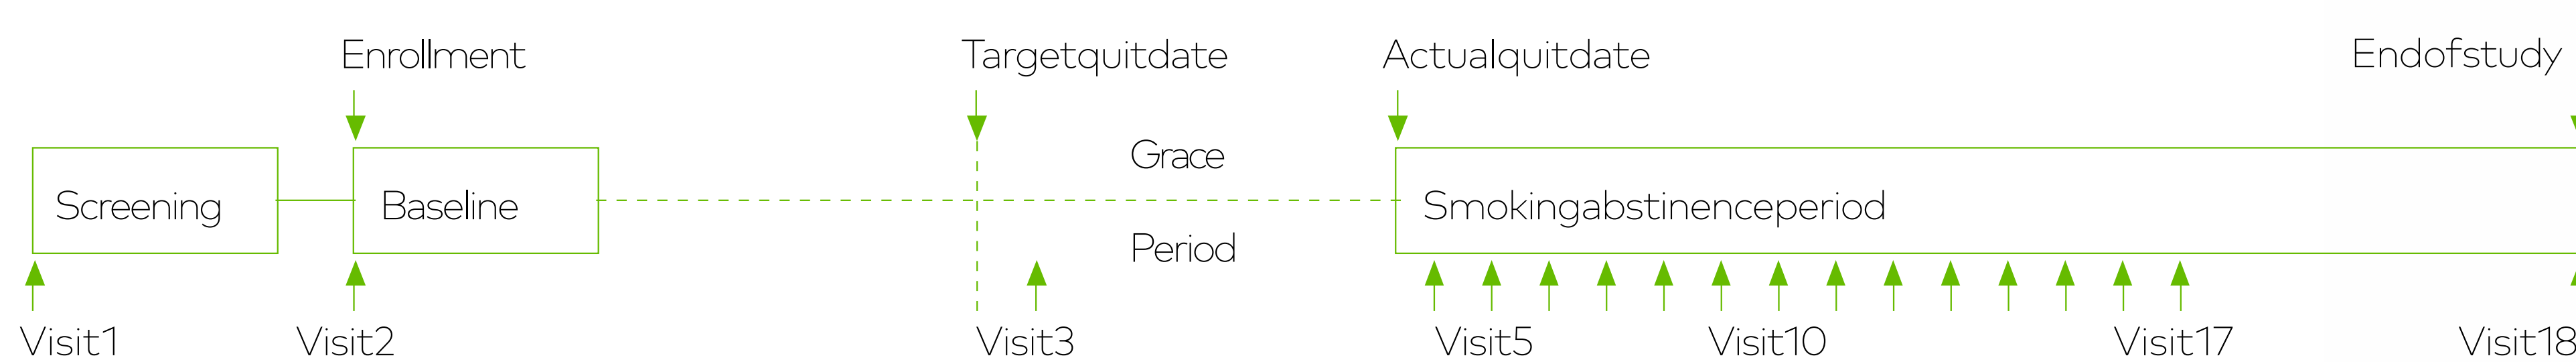 Enrollment
Targetquitdate
Actualquitdate
Endofstudy
Grace
Screening
Baseline
Smokingabstinenceperiod
Period
Visit1
Visit2
Visit3
Visit5
Visit10
Visit17
Visit18